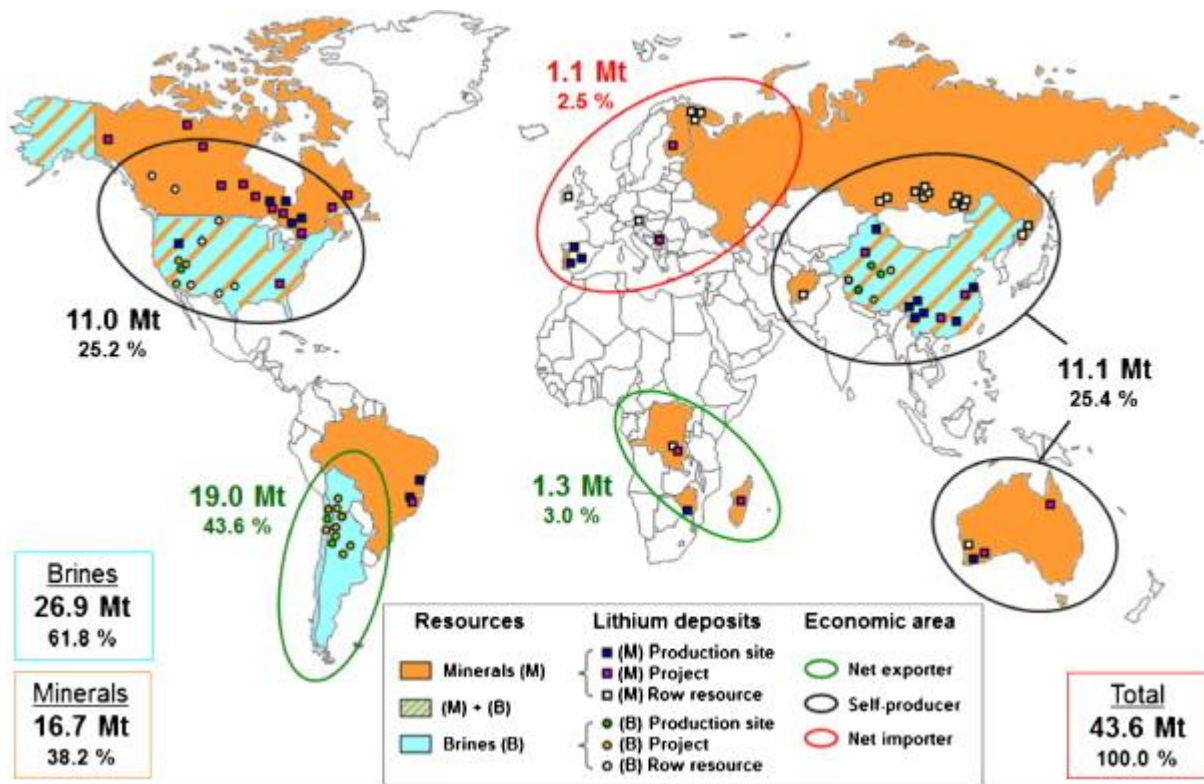 1.1 Mt
2.5 %
11.0 Mt
25.2 %
11.1 Mt
25.4 %
19.0 Mt
43.6 %
1.3 Mt
3.0 %
Brines
26.9 Mt
61.8 %
Minerals
16.7 Mt
38.2 %
Resources
Minerals (M)
(M) + (B)
Brines (B)
Lithium deposits
(M) Production site
(M) Project
(M) Row resource
(B) Production site
(B) Project
(B) Row resource
Economic area
Net exporter
Self-producer
Net importer
Total
43.6 Mt
100.0 %